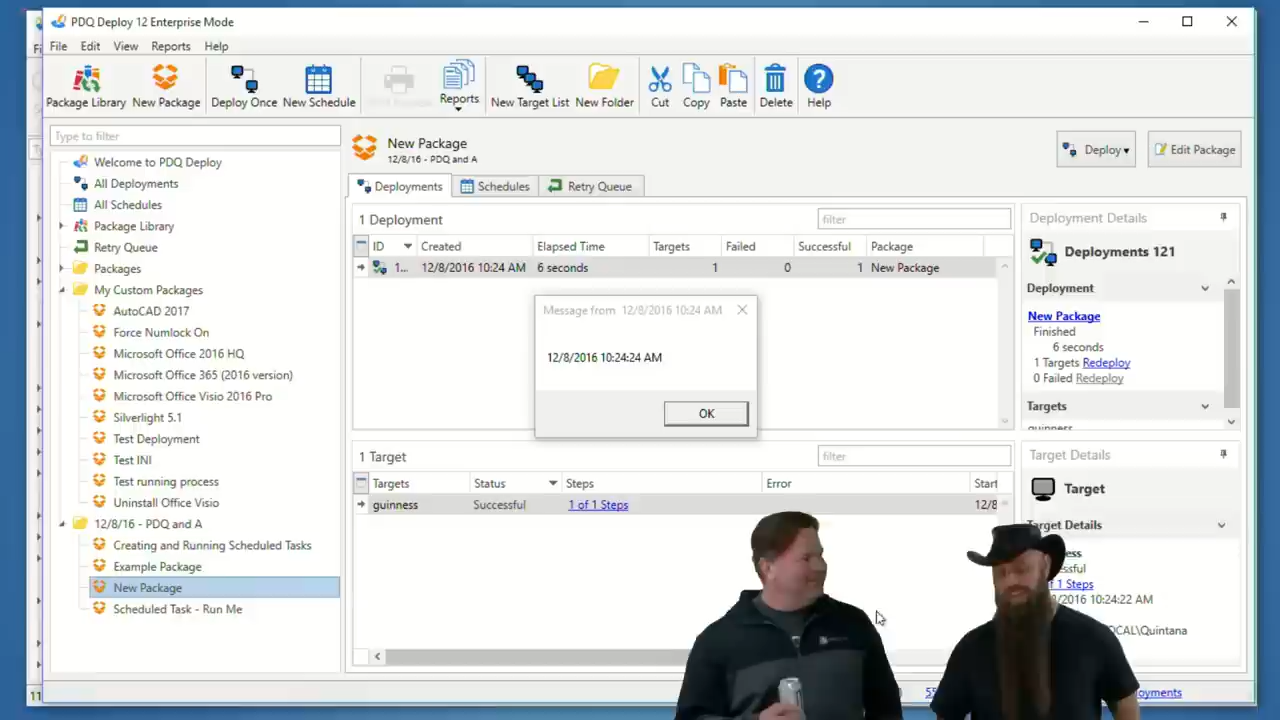 PDQ Deploy 12 Enterprise Mode
File Edit View Reports Help
Package Library New Package Deploy Once New Schedule Reports New Target List New Folder Cut Copy Paste Delete Help
Type to filter
Welcome to PDQ Deploy
All Deployments
All Schedules
Package Library
Retry Queue
Packages
My Custom Packages
AutoCAD 2017
Force Numlock On
Microsoft Office 2016 HQ
Microsoft Office 365 (2016 version)
Microsoft Office Visio 2016 Pro
Silverlight 5.1
Test Deployment
Test INI
Test running process
Uninstall Office Visio
12/8/16 - PDQ and A
Creating and Running Scheduled Tasks
Example Package
New Package
Scheduled Task - Run Me
New Package
12/8/16 - PDQ and A
Deploy Edit Package
Deployments Schedules Retry Queue
1 Deployment filter
ID Created Elapsed Time Targets Failed Successful Package
1... 12/8/2016 10:24 AM 6 seconds 1 0 1 New Package
Message from 12/8/2016 10:24 AM
12/8/2016 10:24:24 AM
OK
1 Target filter
Targets Status Steps Error Start
guinness Successful 1 of 1 Steps 12/8
Deployment Details
Deployments 121
Deployment
New Package
Finished
6 seconds
1 Targets Redeploy
0 Failed Redeploy
Targets
guinness
Target Details
Target
Target Details
1 Steps
10:24:22 AM
OCAL\Quintana
11
55